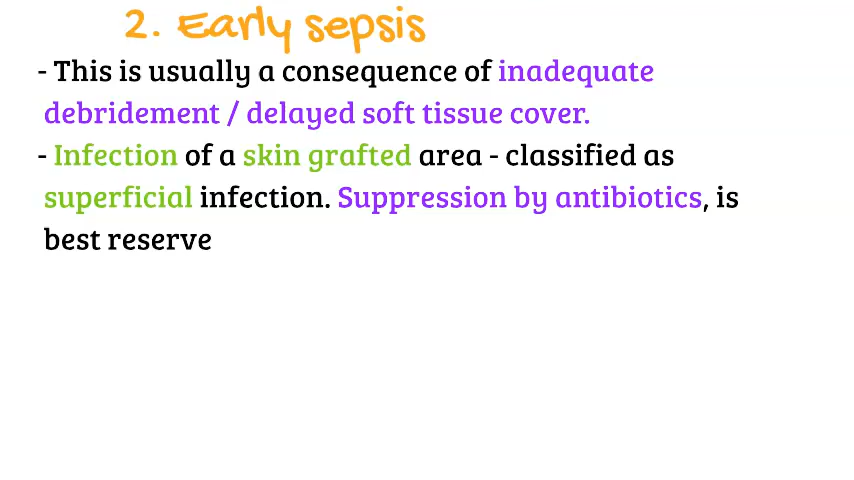 2. Early sepsis
- This is usually a consequence of inadequate
debridement / delayed soft tissue cover.
- Infection of a skin grafted area - classified as
superficial infection. Suppression by antibiotics, is
best reserve